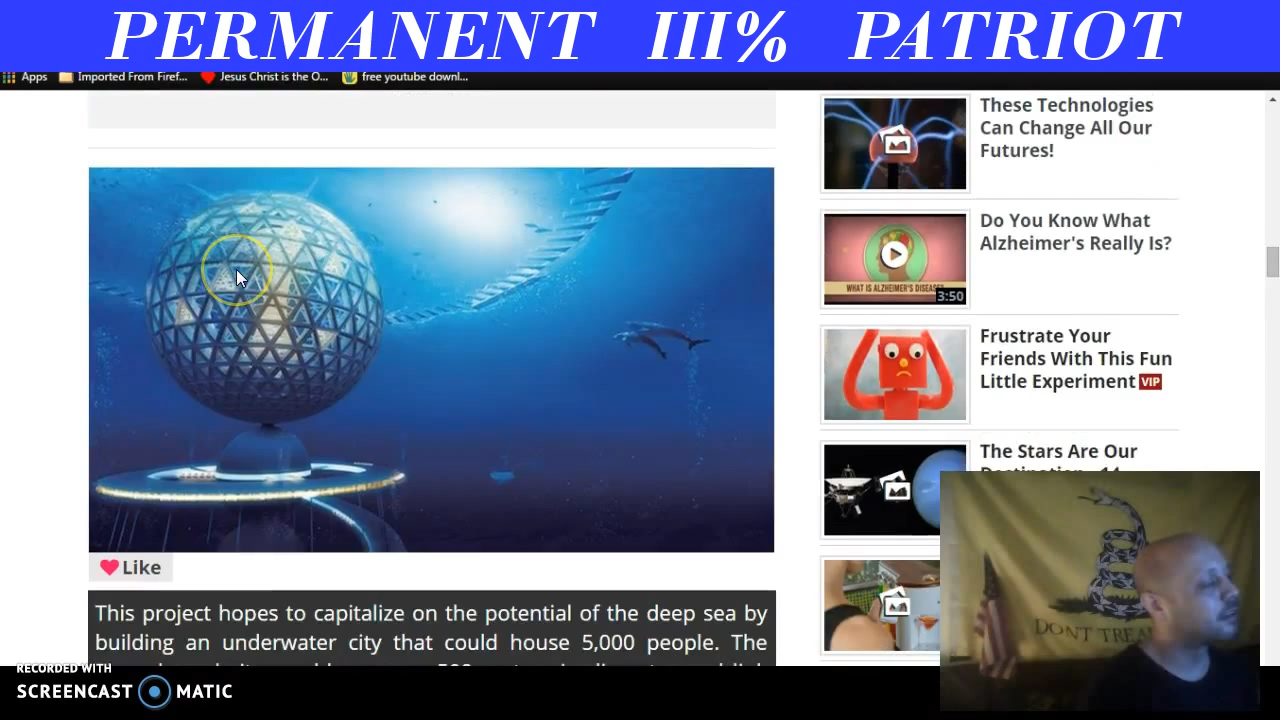 PERMANENT III% PATRIOT
Apps Imported From Firef... Jesus Christ is the O... free youtube downl...
These Technologies
Can Change All Our
Futures!
Do You Know What
Alzheimer's Really Is?
WHAT IS ALZHEIMER'S DISEASE?
3:50
Frustrate Your
Friends With This Fun
Little Experiment VIP
The Stars Are Our
Like
This project hopes to capitalize on the potential of the deep sea by
building an underwater city that could house 5,000 people. The
DONT TREA
RECORDED WITH
SCREENCAST MATIC